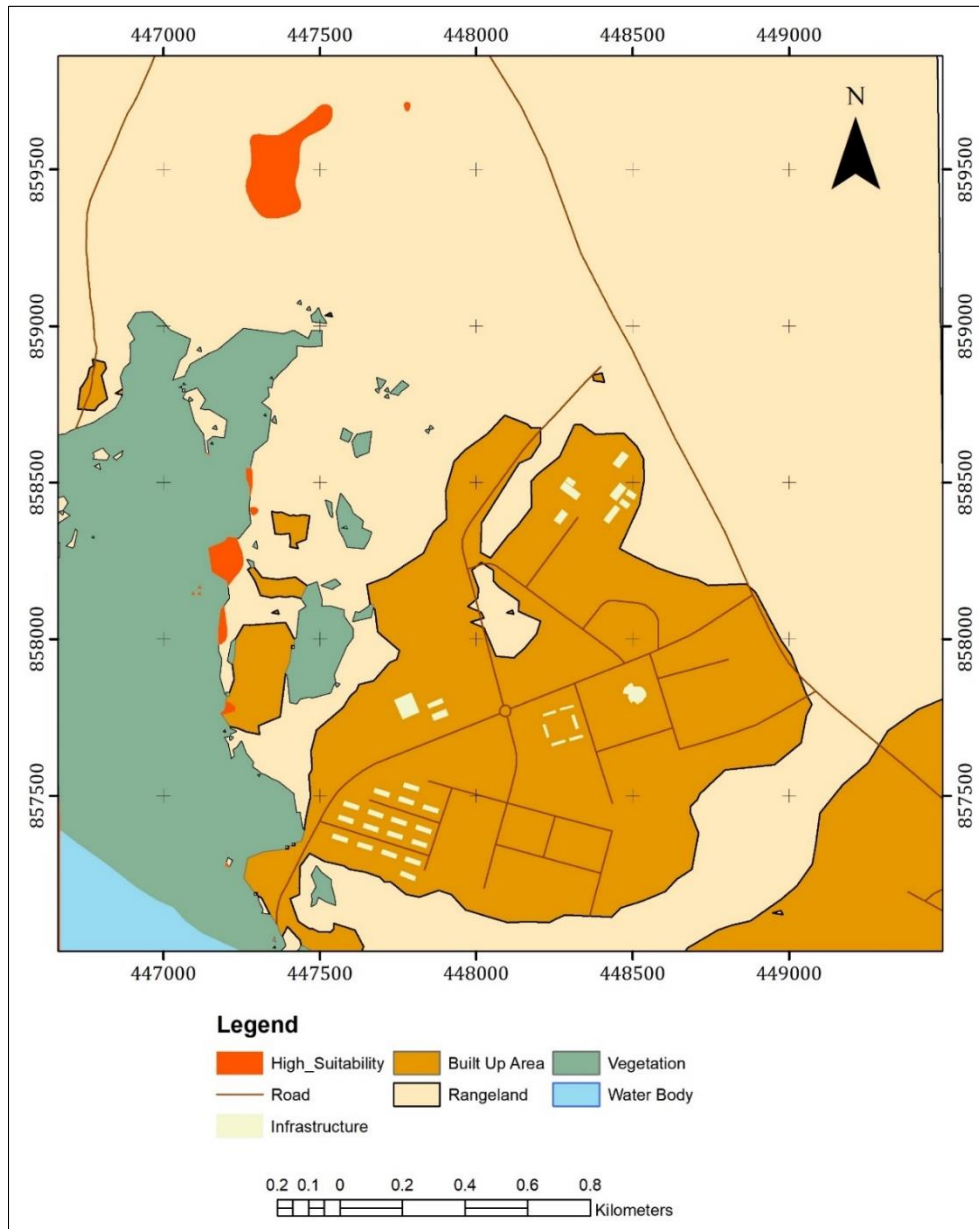 447000 447500 448000 448500 449000
N
859500 859500
859000 859000
858500 858500
858000 858000
857500 857500
447000 447500 448000 448500 449000
Legend
High_Suitability Built Up Area Vegetation
Road Rangeland Water Body
Infrastructure
0.2 0.1 0 0.2 0.4 0.6 0.8
Kilometers